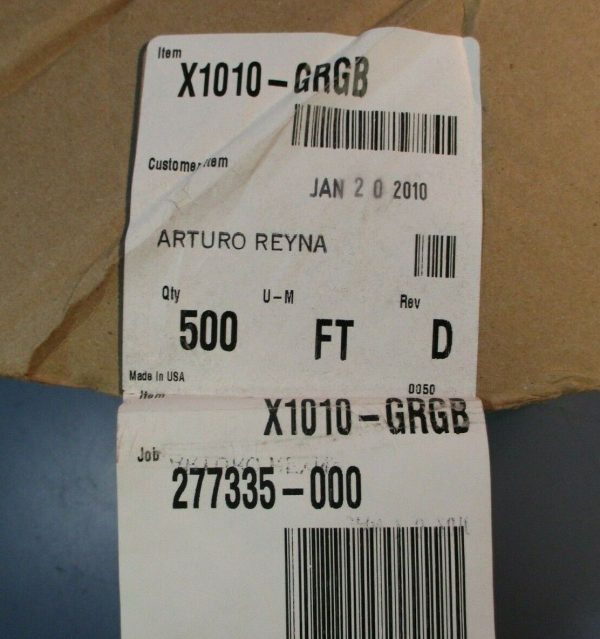 Item
X1010-GRGB
Customer Item
JAN 20 2010
ARTURO REYNA
Qty U-M Rev
500 FT D
Made In USA 0050
Item
X1010-GRGB
Job
277335-000